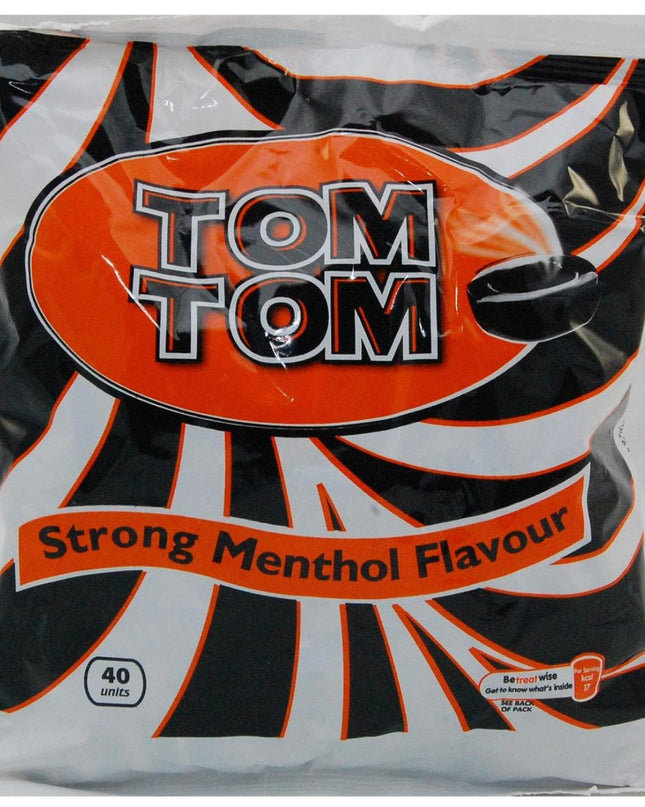 TOM
TOM
Strong Menthol Flavour
40
units
Be treat wise
Get to know what's inside
SEE BACK
OF PACK
Per Serving
kcal
17